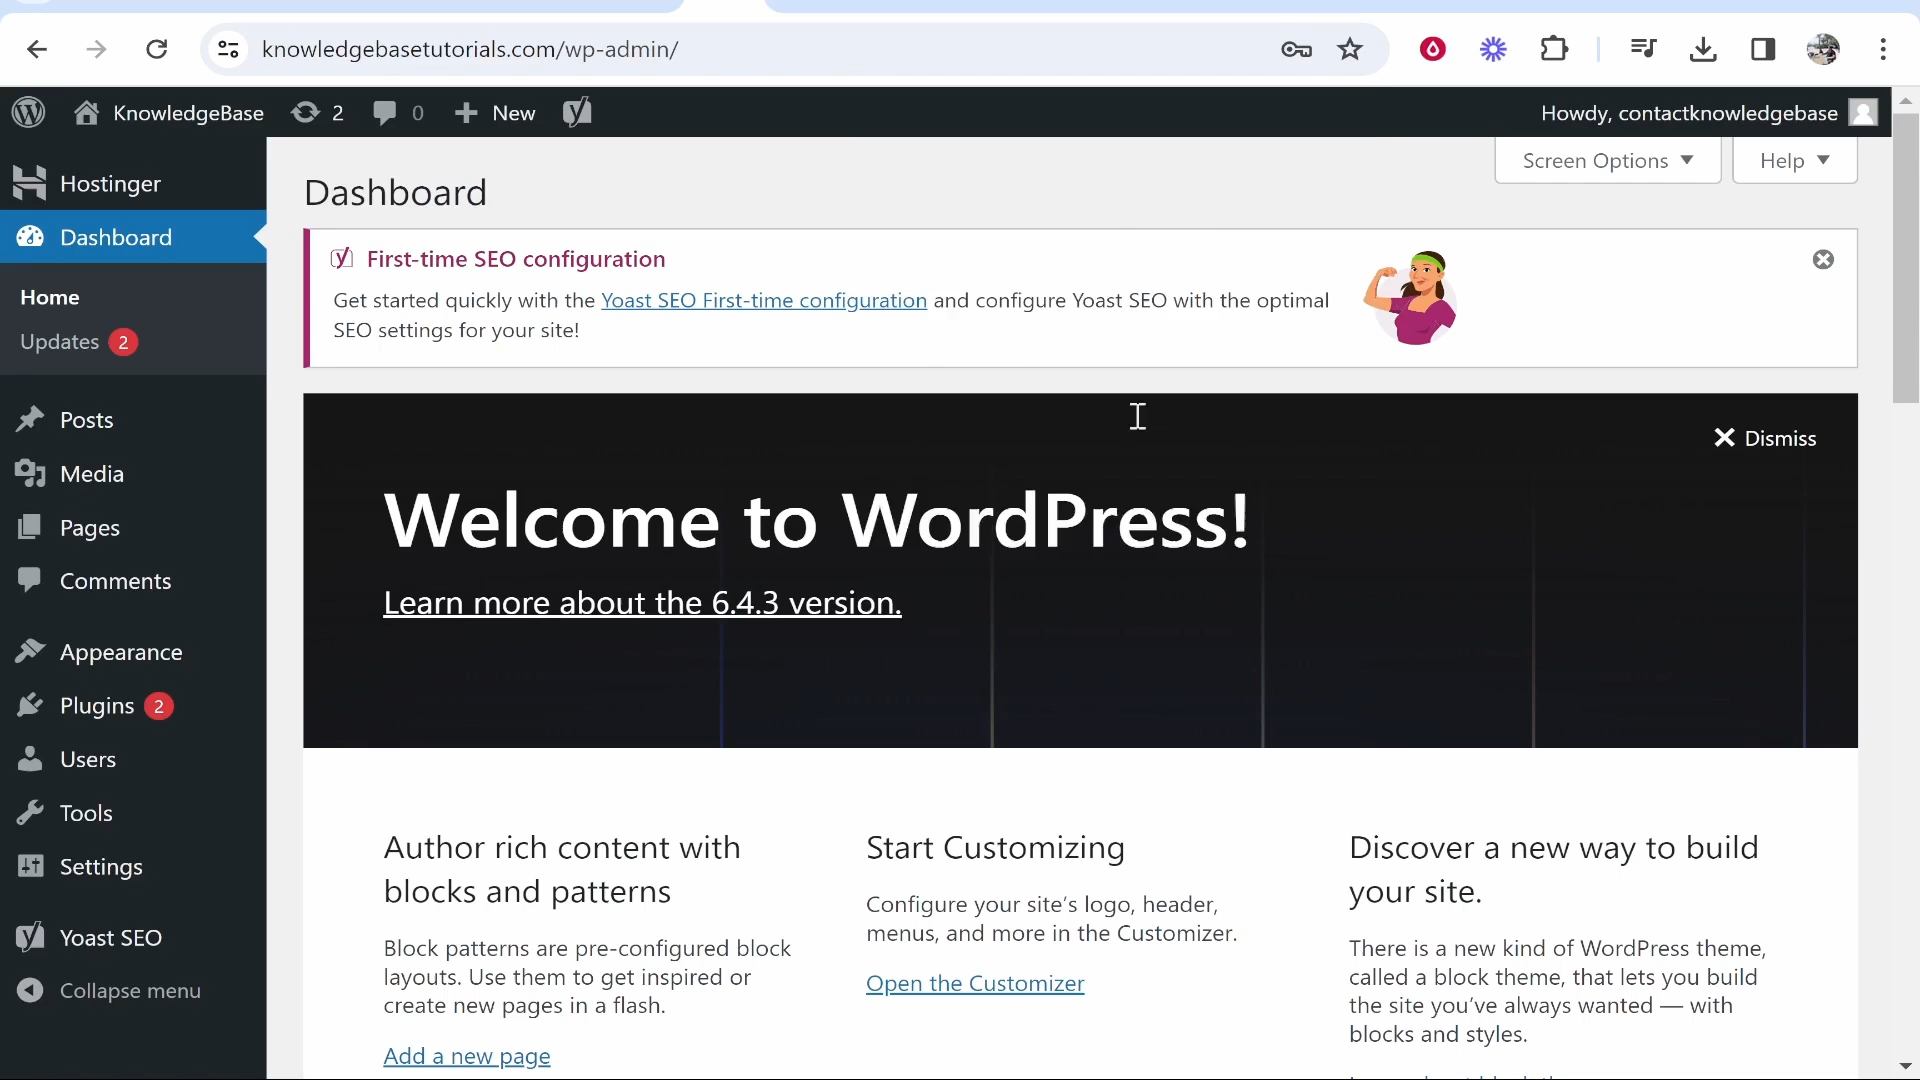 knowledgebasetutorials.com/wp-admin/
KnowledgeBase 2 0 New
Howdy, contactknowledgebase
Hostinger
Dashboard
Home
Updates 2
Posts
Media
Pages
Comments
Appearance
Plugins 2
Users
Tools
Settings
Yoast SEO
Collapse menu
Screen Options
Help
Dashboard
First-time SEO configuration
Get started quickly with the Yoast SEO First-time configuration and configure Yoast SEO with the optimal
SEO settings for your site!
Dismiss
Welcome to WordPress!
Learn more about the 6.4.3 version.
Author rich content with
blocks and patterns
Block patterns are pre-configured block
layouts. Use them to get inspired or
create new pages in a flash.
Add a new page
Start Customizing
Configure your site's logo, header,
menus, and more in the Customizer.
Open the Customizer
Discover a new way to build
your site.
There is a new kind of WordPress theme,
called a block theme, that lets you build
the site you've always wanted — with
blocks and styles.